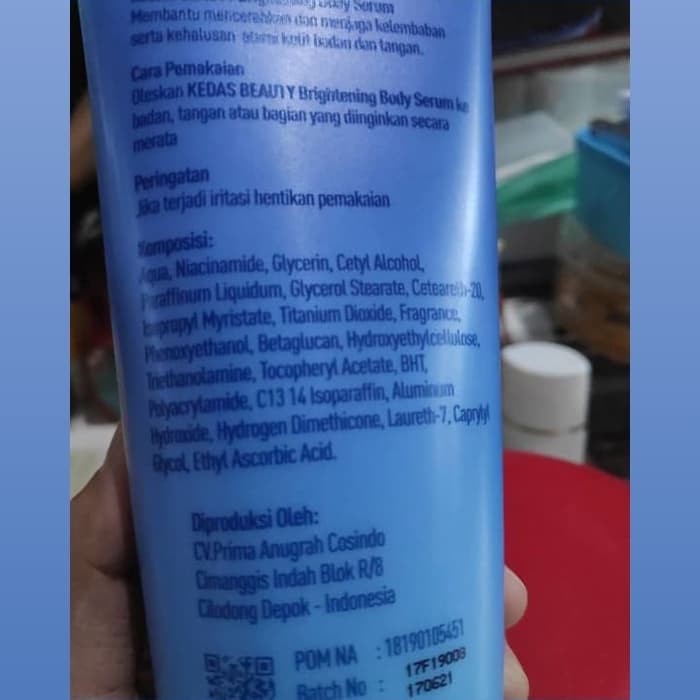 Body Serum
Membantu mencerahkan dan menjaga kelembaban
serta kehalusan kulit badan dan tangan.
Cara Pemakaian
Oleskan KEDAS BEAUTY Brightening Body Serum ke
badan, tangan atau bagian yang diinginkan secara
merata
Peringatan
Jika terjadi iritasi hentikan pemakaian
Komposisi:
Aqua, Niacinamide, Glycerin, Cetyl Alcohol,
Paraffinum Liquidum, Glycerol Stearate, Ceteareth-20,
Isopropyl Myristate, Titanium Dioxide, Fragrance,
Phenoxyethanol, Betaglucan, Hydroxyethylcellulose,
Triethanolamine, Tocopheryl Acetate, BHT,
Polyacrylamide, C13 14 Isoparaffin, Aluminum
Hydroxide, Hydrogen Dimethicone, Laureth-7, Caprylyl
Glycol, Ethyl Ascorbic Acid.
Diproduksi Oleh:
CV.Prima Anugrah Cosindo
Cimanggis Indah Blok R/8
Cilodong Depok - Indonesia
POM NA : 18190105451
Batch No : 17F19003
170621